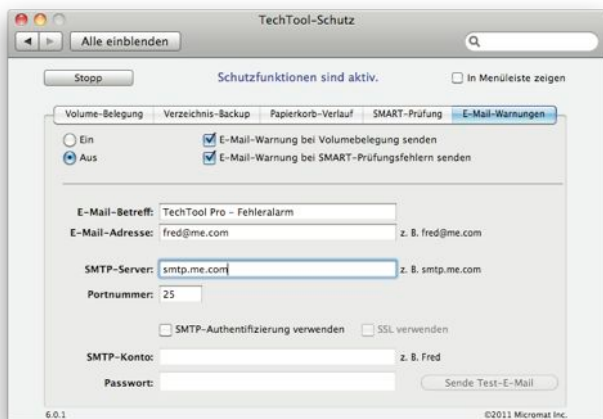 TechTool-Schutz
Alle einblenden
Stopp Schutzfunktionen sind aktiv. In Menüleiste zeigen
Volume-Belegung Verzeichnis-Backup Papierkorb-Verlauf SMART-Prüfung E-Mail-Warnungen
Ein E-Mail-Warnung bei Volumebelegung senden
Aus E-Mail-Warnung bei SMART-Prüfungsfehlern senden
E-Mail-Betreff: TechTool Pro - Fehleralarm
E-Mail-Adresse: fred@me.com z. B. fred@me.com
SMTP-Server: smtp.me.com z. B. smtp.me.com
Portnummer: 25
SMTP-Authentifizierung verwenden SSL verwenden
SMTP-Konto: z. B. Fred
Passwort: Sende Test-E-Mail
6.0.1 ©2011 Micromat Inc.